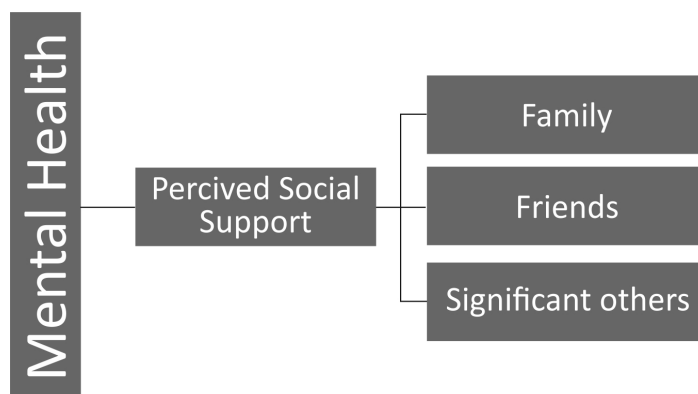 Mental Health
Percived Social
Support
Family
Friends
Significant others